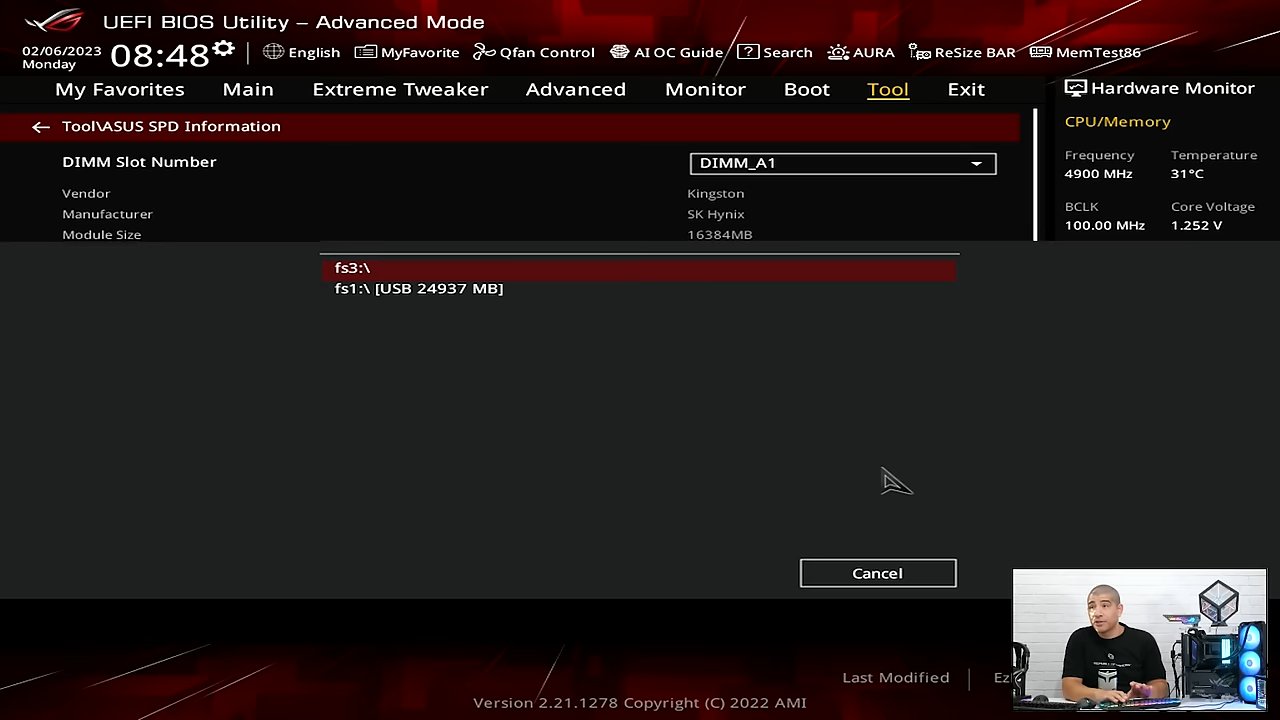 UEFI BIOS Utility – Advanced Mode
02/06/2023
Monday
08:48
English
MyFavorite
Qfan Control
AI OC Guide
? Search
AURA
ReSize BAR
MemTest86
My Favorites
Main
Extreme Tweaker
Advanced
Monitor
Boot
Tool
Exit
Hardware Monitor
← Tool\ASUS SPD Information
CPU/Memory
DIMM Slot Number DIMM_A1
Frequency Temperature
4900 MHz 31°C
Vendor Kingston
Manufacturer SK Hynix
Module Size 16384MB
BCLK Core Voltage
100.00 MHz 1.252 V
fs3:\
fs1:\ [USB 24937 MB]
Cancel
Last Modified
Ez
Version 2.21.1278 Copyright (C) 2022 AMI